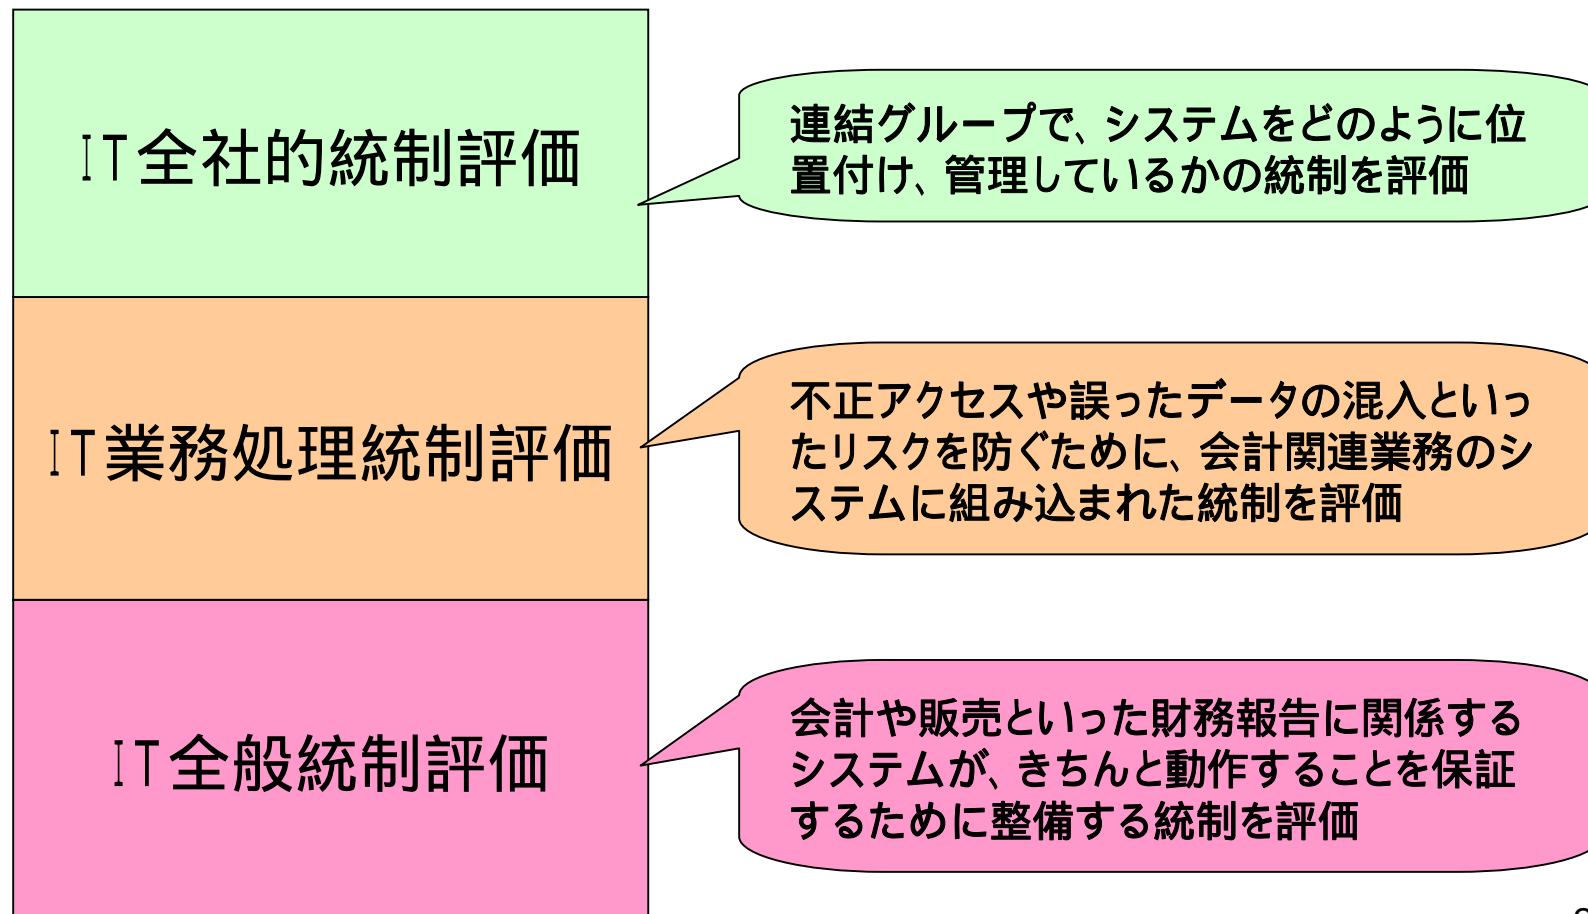 IT全社的統制評価
連結グループで、システムをどのように位
置付け、管理しているかの統制を評価
IT業務処理統制評価
不正アクセスや誤ったデータの混入といっ
たリスクを防ぐために、会計関連業務のシ
ステムに組み込まれた統制を評価
IT全般統制評価
会計や販売といった財務報告に関係する
システムが、きちんと動作することを保証
するために整備する統制を評価